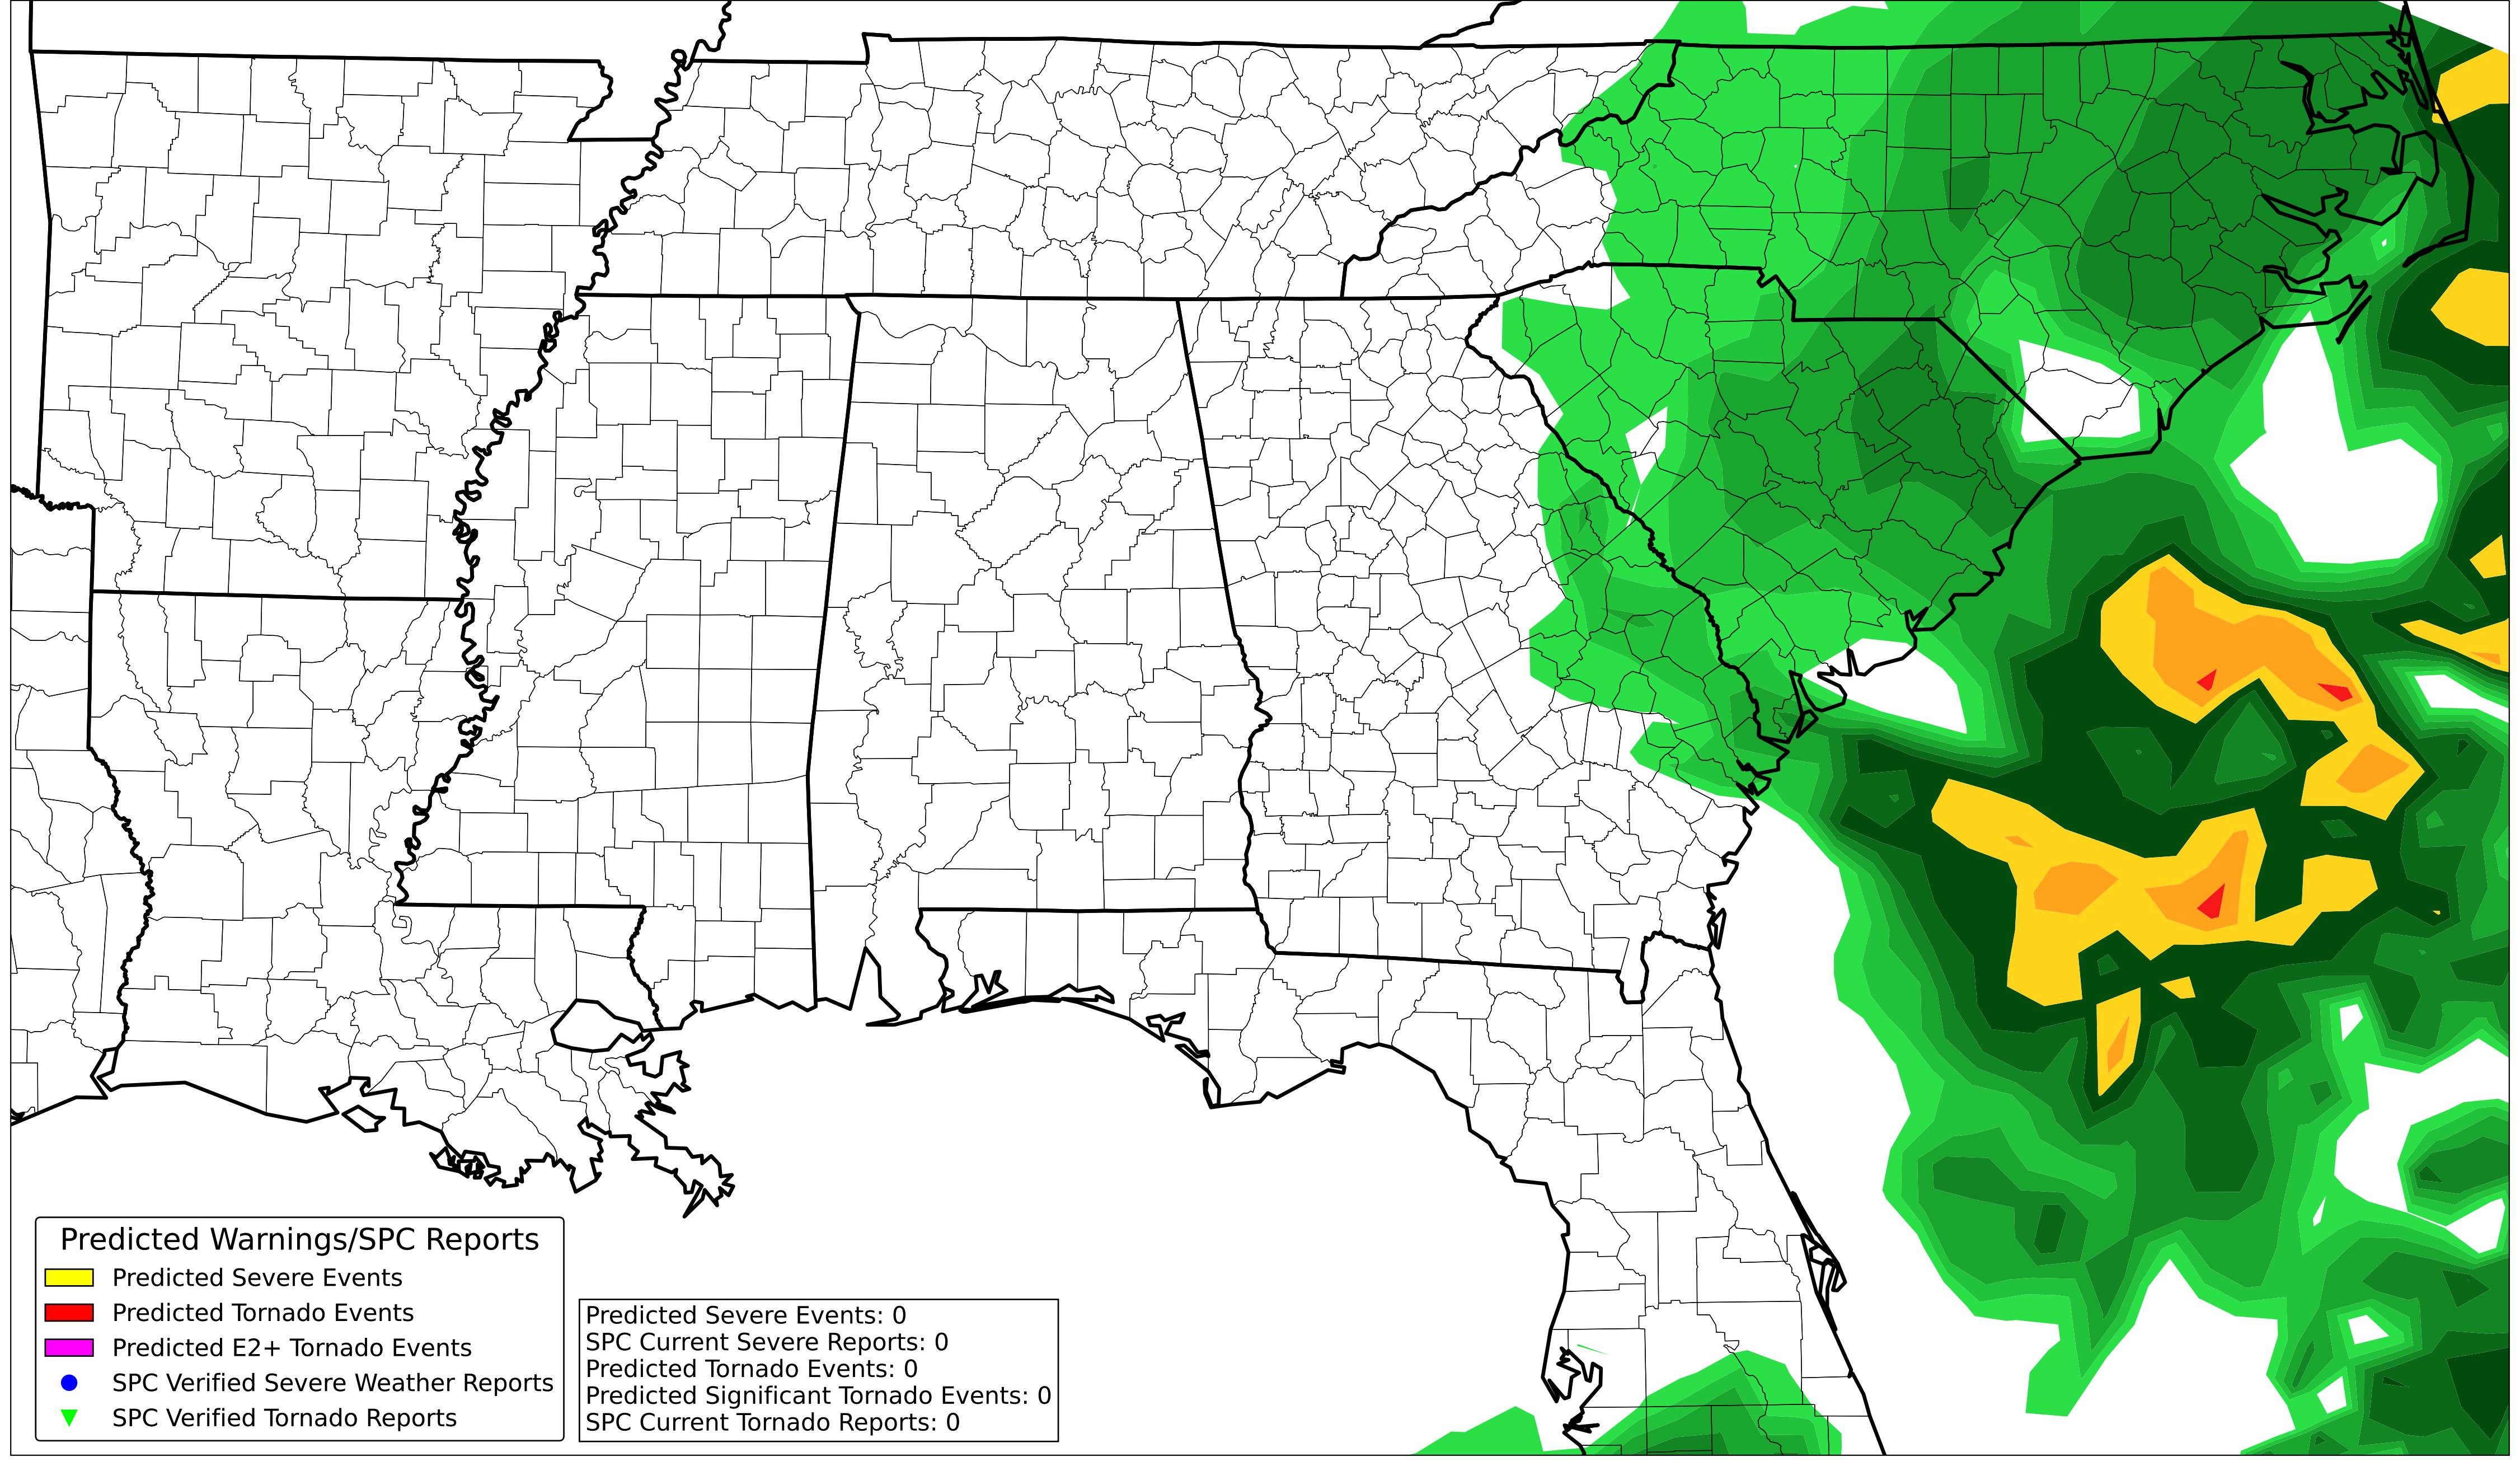 Predicted Warnings/SPC Reports
Predicted Severe Events
Predicted Tornado Events
Predicted E2+ Tornado Events
SPC Verified Severe Weather Reports
SPC Verified Tornado Reports
Predicted Severe Events: 0
SPC Current Severe Reports: 0
Predicted Tornado Events: 0
Predicted Significant Tornado Events: 0
SPC Current Tornado Reports: 0